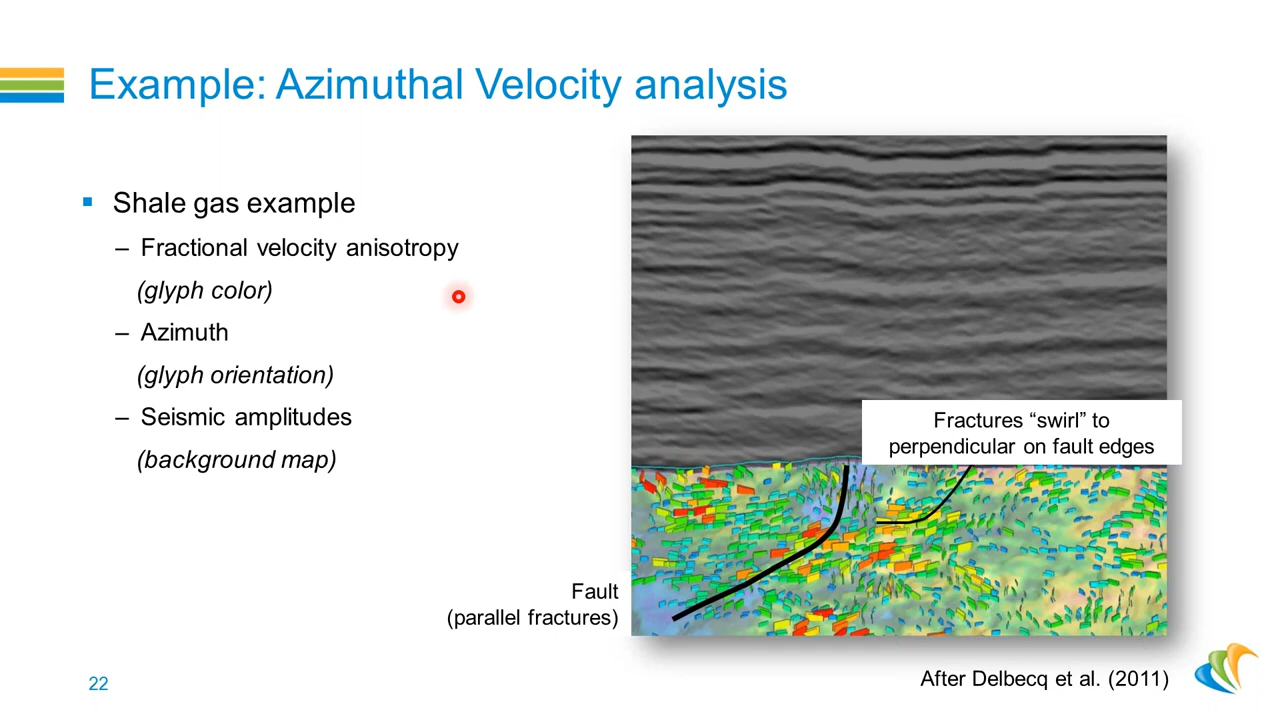 Example: Azimuthal Velocity analysis
▪ Shale gas example
– Fractional velocity anisotropy
(glyph color)
– Azimuth
(glyph orientation)
– Seismic amplitudes
(background map)
Fractures “swirl” to
perpendicular on fault edges
Fault
(parallel fractures)
After Delbecq et al. (2011)
22